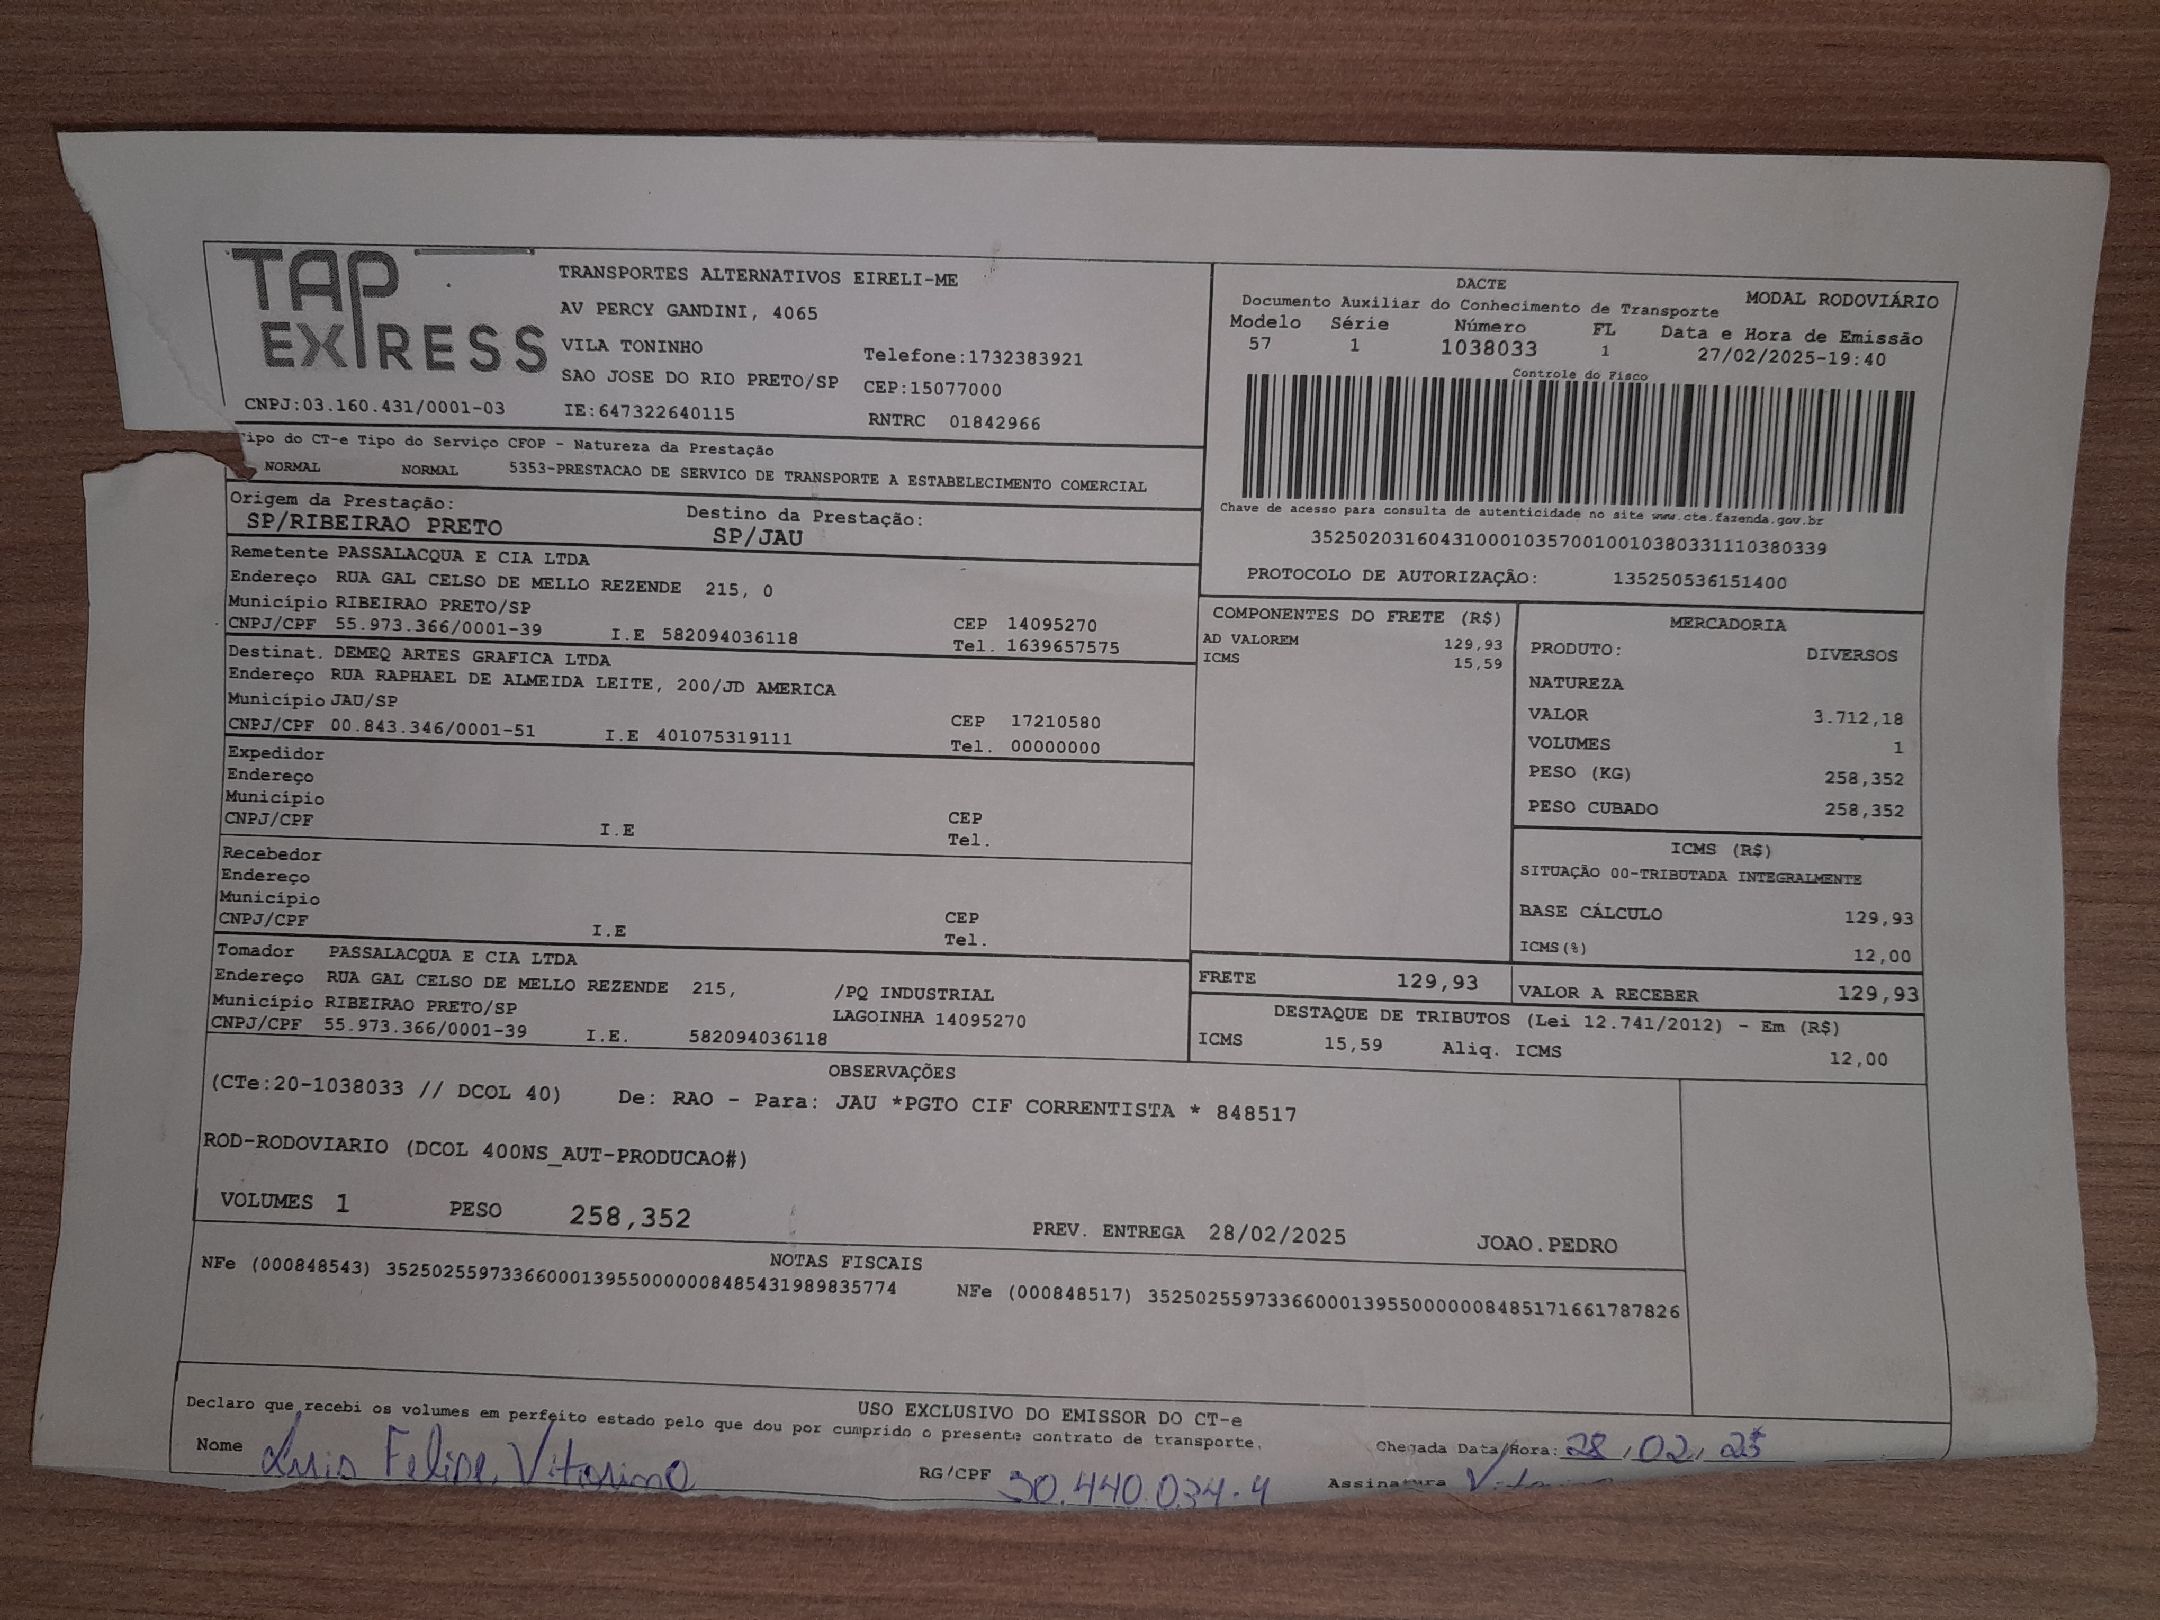 TAP EXPRESS
TRANSPORTES ALTERNATIVOS EIRELI-ME
AV PERCY GANDINI, 4065
VILA TONINHO Telefone:1732383921
SAO JOSE DO RIO PRETO/SP CEP:15077000
CNPJ:03.160.431/0001-03 IE:647322640115 RNTRC 01842966
DACTE
Documento Auxiliar do Conhecimento de Transporte MODAL RODOVIÁRIO
Modelo Série Número FL Data e Hora de Emissão
57 1 1038033 1 27/02/2025-19:40
Controle do Fisco
Chave de acesso para consulta de autenticidade no site www.cte.fazenda.gov.br
35250203160431000103570010010380331110380339
PROTOCOLO DE AUTORIZAÇÃO: 135250536151400
Tipo do CT-e Tipo do Serviço CFOP - Natureza da Prestação
NORMAL NORMAL 5353-PRESTACAO DE SERVICO DE TRANSPORTE A ESTABELECIMENTO COMERCIAL
Origem da Prestação: Destino da Prestação:
SP/RIBEIRAO PRETO SP/JAU
Remetente PASSALACQUA E CIA LTDA
Endereço RUA GAL CELSO DE MELLO REZENDE 215, 0
Município RIBEIRAO PRETO/SP CEP 14095270
CNPJ/CPF 55.973.366/0001-39 I.E 582094036118 Tel. 1639657575
Destinat. DEMEQ ARTES GRAFICA LTDA
Endereço RUA RAPHAEL DE ALMEIDA LEITE, 200/JD AMERICA
Município JAU/SP CEP 17210580
CNPJ/CPF 00.843.346/0001-51 I.E 401075319111 Tel. 00000000
Expedidor
Endereço
Município CEP
CNPJ/CPF I.E Tel.
Recebedor
Endereço
Município CEP
CNPJ/CPF I.E Tel.
Tomador PASSALACQUA E CIA LTDA
Endereço RUA GAL CELSO DE MELLO REZENDE 215, /PQ INDUSTRIAL
Município RIBEIRAO PRETO/SP LAGOINHA 14095270
CNPJ/CPF 55.973.366/0001-39 I.E. 582094036118
COMPONENTES DO FRETE (R$)
AD VALOREM 129,93
ICMS 15,59
MERCADORIA
PRODUTO: DIVERSOS
NATUREZA
VALOR 3.712,18
VOLUMES 1
PESO (KG) 258,352
PESO CUBADO 258,352
ICMS (R$)
SITUAÇÃO 00-TRIBUTADA INTEGRALMENTE
BASE CÁLCULO 129,93
ICMS(%) 12,00
FRETE 129,93 VALOR A RECEBER 129,93
DESTAQUE DE TRIBUTOS (Lei 12.741/2012) - Em (R$)
ICMS 15,59 Aliq. ICMS 12,00
OBSERVAÇÕES
(CTe:20-1038033 // DCOL 40) De: RAO - Para: JAU *PGTO CIF CORRENTISTA * 848517
ROD-RODOVIARIO (DCOL 400NS_AUT-PRODUCAO#)
VOLUMES 1 PESO 258,352 PREV. ENTREGA 28/02/2025 JOAO.PEDRO
NOTAS FISCAIS
NFe (000848543) 35250255973366000139550000008485431989835774 NFe (000848517) 35250255973366000139550000008485171661787826
USO EXCLUSIVO DO EMISSOR DO CT-e
Declaro que recebi os volumes em perfeito estado pelo que dou por cumprido o presente contrato de transporte.
Nome Luis Felipe Vitorino RG/CPF 50.440.034-4 Chegada Data/Hora: 28/02/25
Assinatura